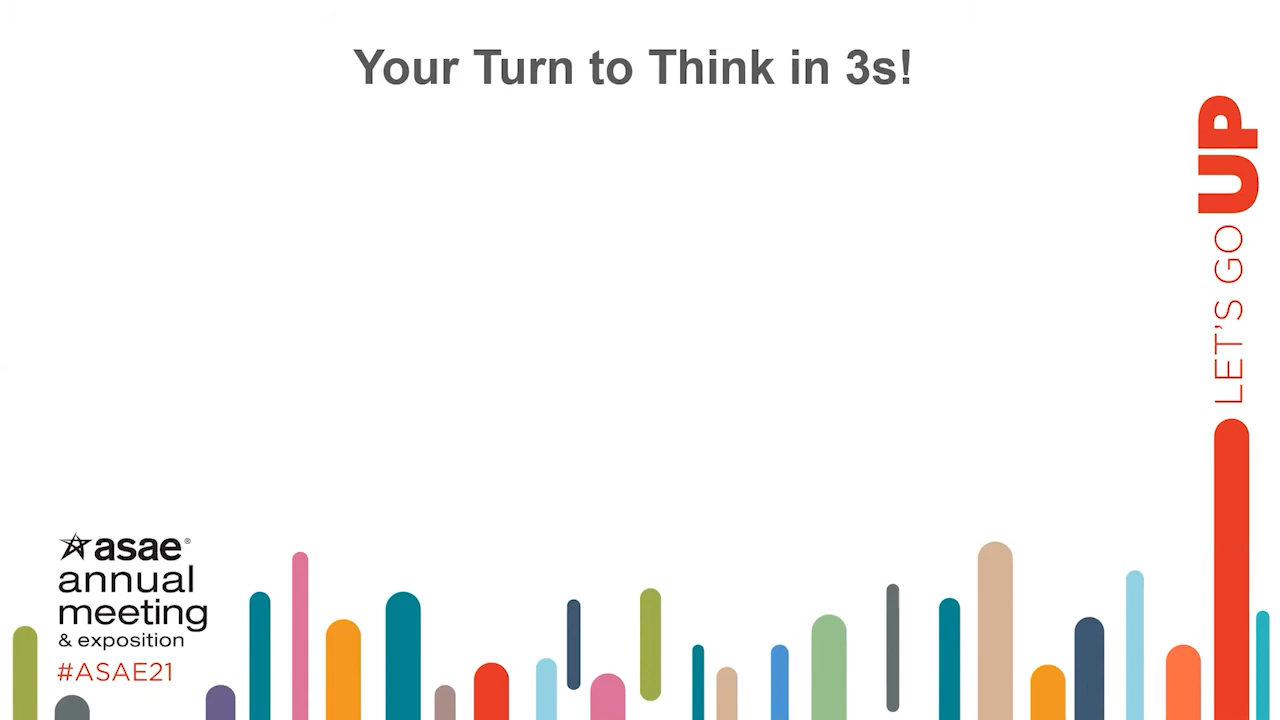 Your Turn to Think in 3s!
LET'S GO UP
asae®
annual
meeting
& exposition
#ASAE21